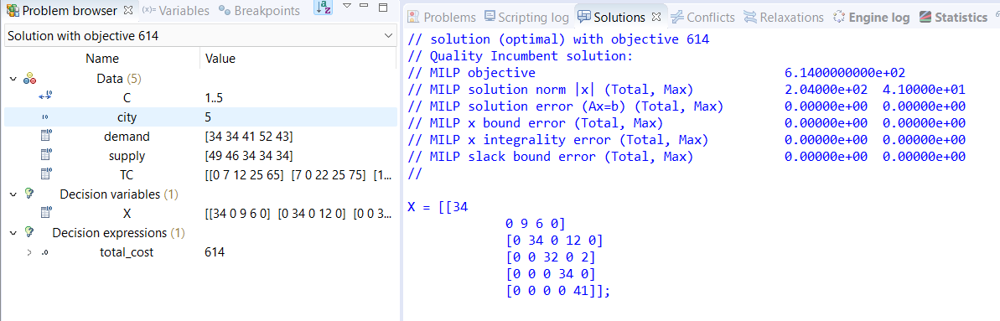 Problem browser (x)= Variables Breakpoints
Solution with objective 614
Name Value
Data (5)
C 1..5
city 5
demand [34 34 41 52 43]
supply [49 46 34 34 34]
TC [[0 7 12 25 65] [7 0 22 25 75] [1...
Decision variables (1)
X [[34 0 9 6 0] [0 34 0 12 0] [0 0 3...
Decision expressions (1)
total_cost 614
Problems Scripting log Solutions Conflicts Relaxations Engine log Statistics
// solution (optimal) with objective 614
// Quality Incumbent solution:
// MILP objective 6.1400000000e+02
// MILP solution norm |x| (Total, Max) 2.04000e+02 4.10000e+01
// MILP solution error (Ax=b) (Total, Max) 0.00000e+00 0.00000e+00
// MILP x bound error (Total, Max) 0.00000e+00 0.00000e+00
// MILP x integrality error (Total, Max) 0.00000e+00 0.00000e+00
// MILP slack bound error (Total, Max) 0.00000e+00 0.00000e+00
//
X = [[34
0 9 6 0]
[0 34 0 12 0]
[0 0 32 0 2]
[0 0 0 34 0]
[0 0 0 0 41]];